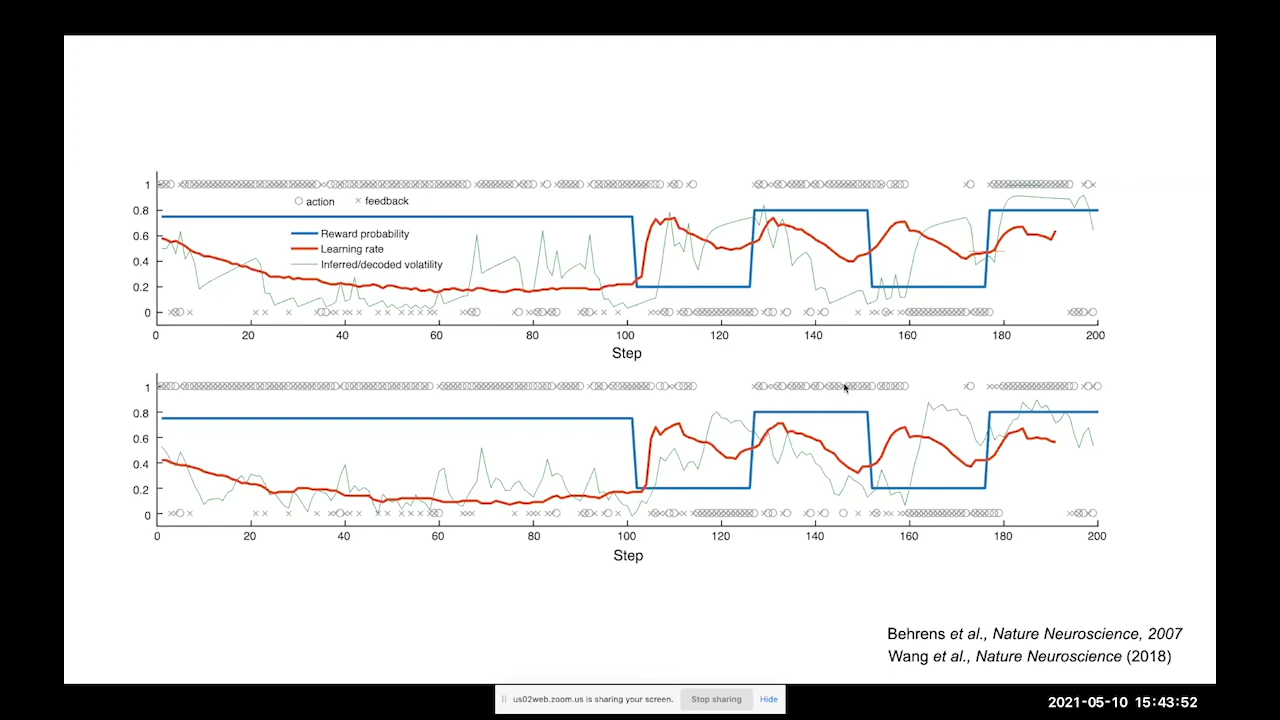 1
action
feedback
0.8
Reward probability
0.6
Learning rate
Inferred/decoded volatility
0.4
0.2
0
0 20 40 60 80 100 120 140 160 180 200
Step
1
0.8
0.6
0.4
0.2
0
0 20 40 60 80 100 120 140 160 180 200
Step
Behrens et al., Nature Neuroscience, 2007
Wang et al., Nature Neuroscience (2018)
us02web.zoom.us is sharing your screen. Stop sharing Hide
2021-05-10 15:43:52